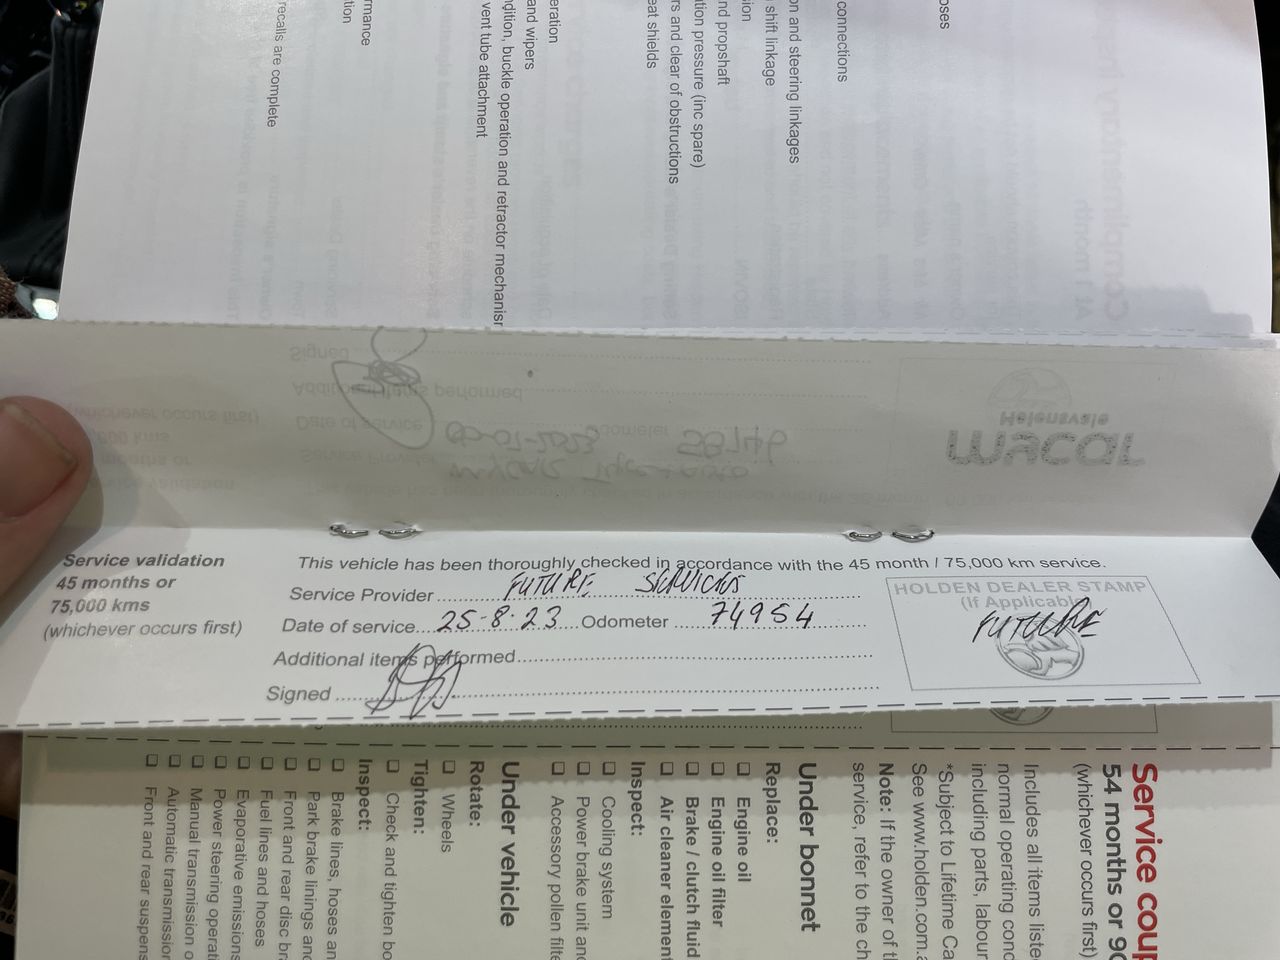 oses
connections
on and steering linkages
shift linkage
sion
nd propshaft
tion pressure (inc spare)
rs and clear of obstructions
eat shields
eration
and wipers
ndition, buckle operation and retractor mechanisr
vent tube attachment
rmance
tion
recalls are complete
Service validation
45 months or
75,000 kms
(whichever occurs first)
This vehicle has been thoroughly checked in accordance with the 45 month / 75,000 km service.
Service Provider FUTURE SERVICES
Date of service 25-8-23 Odometer 74954
Additional items performed
Signed
HOLDEN DEALER STAMP
(If Applicable
FUTURE
Service coup
54 months or 90
(whichever occurs first)
Includes all items liste
normal operating cond
including parts, labour
*Subject to Lifetime Ca
See www.holden.com.a
Note: If the owner of th
service, refer to the ch
Under bonnet
Replace:
Engine oil
Engine oil filter
Brake / clutch fluid
Air cleaner element
Inspect:
Cooling system
Power brake unit and
Accessory pollen filte
Under vehicle
Rotate:
Wheels
Tighten:
Check and tighten bo
Inspect:
Brake lines, hoses an
Park brake linings and
Front and rear disc bra
Fuel lines and hoses
Evaporative emissions
Power steering operati
Manual transmission o
Automatic transmission
Front and rear suspens